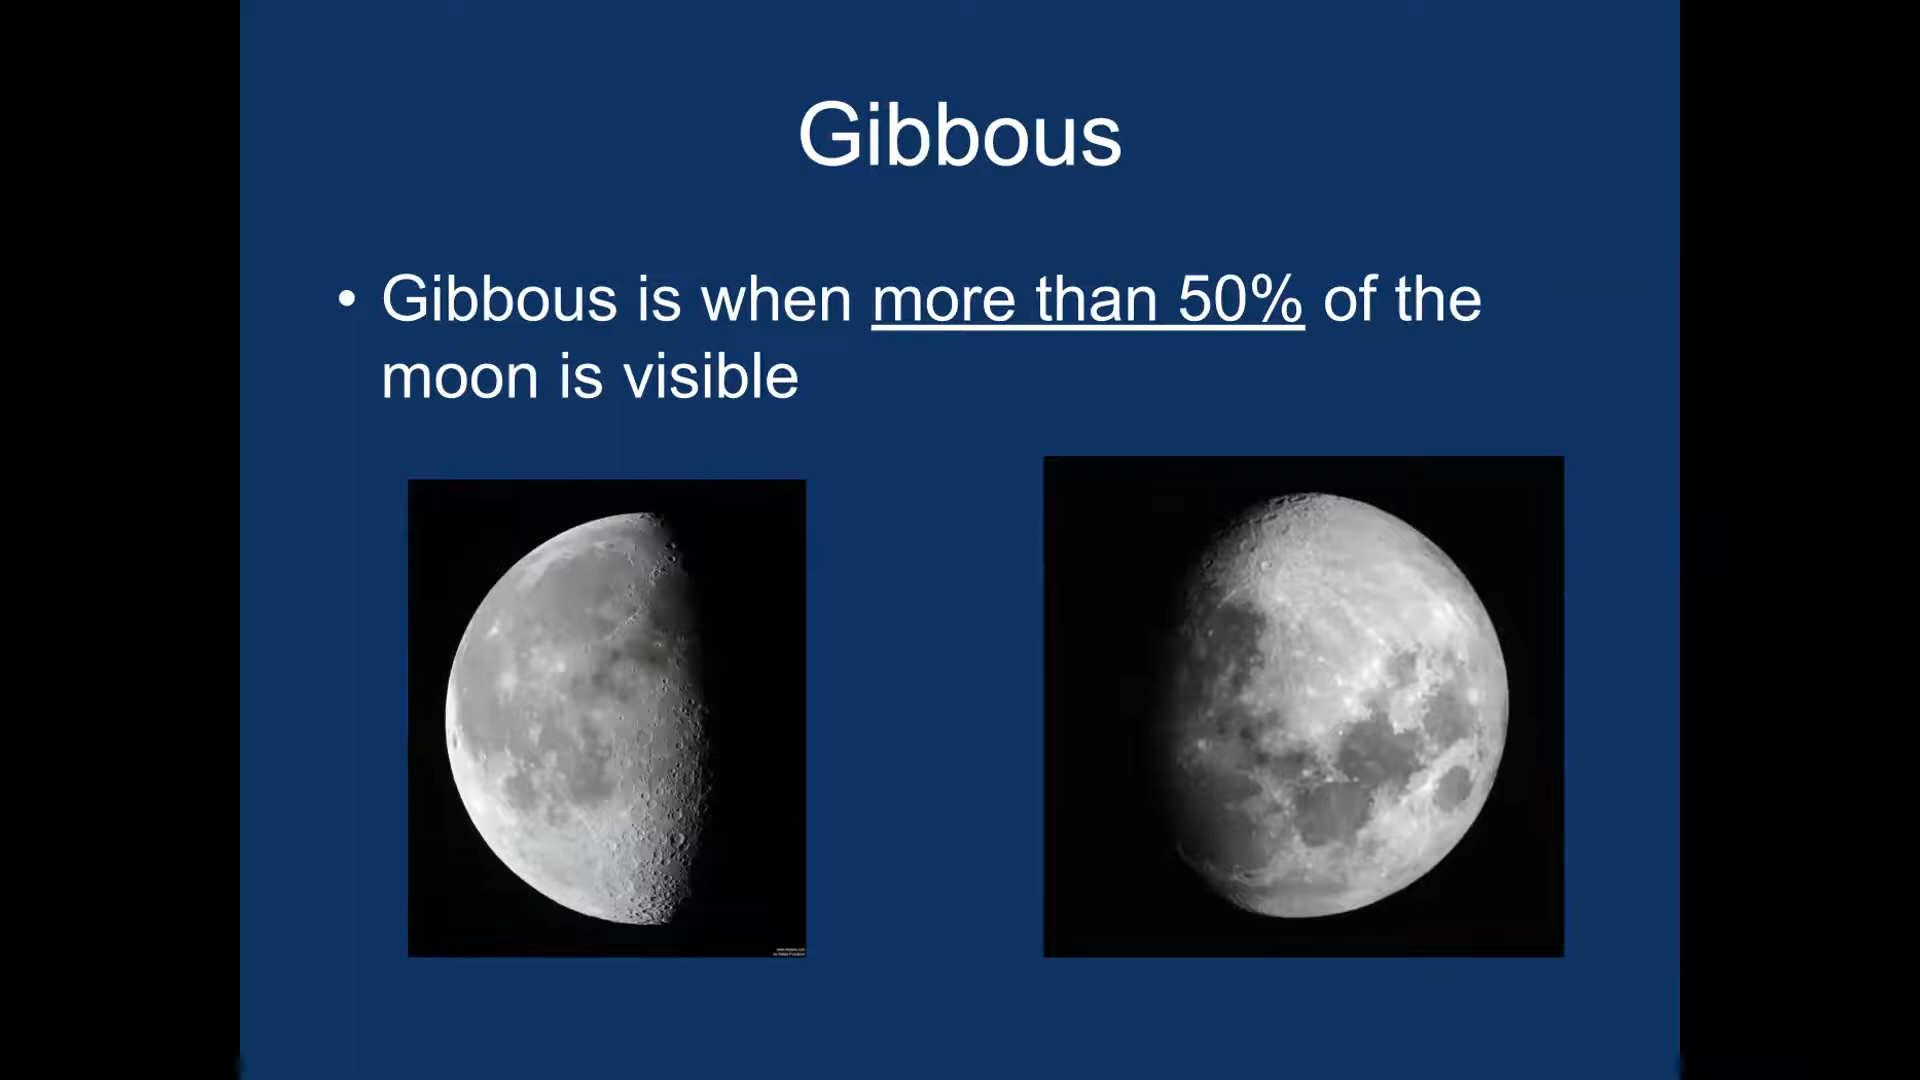 Gibbous
• Gibbous is when more than 50% of the
moon is visible